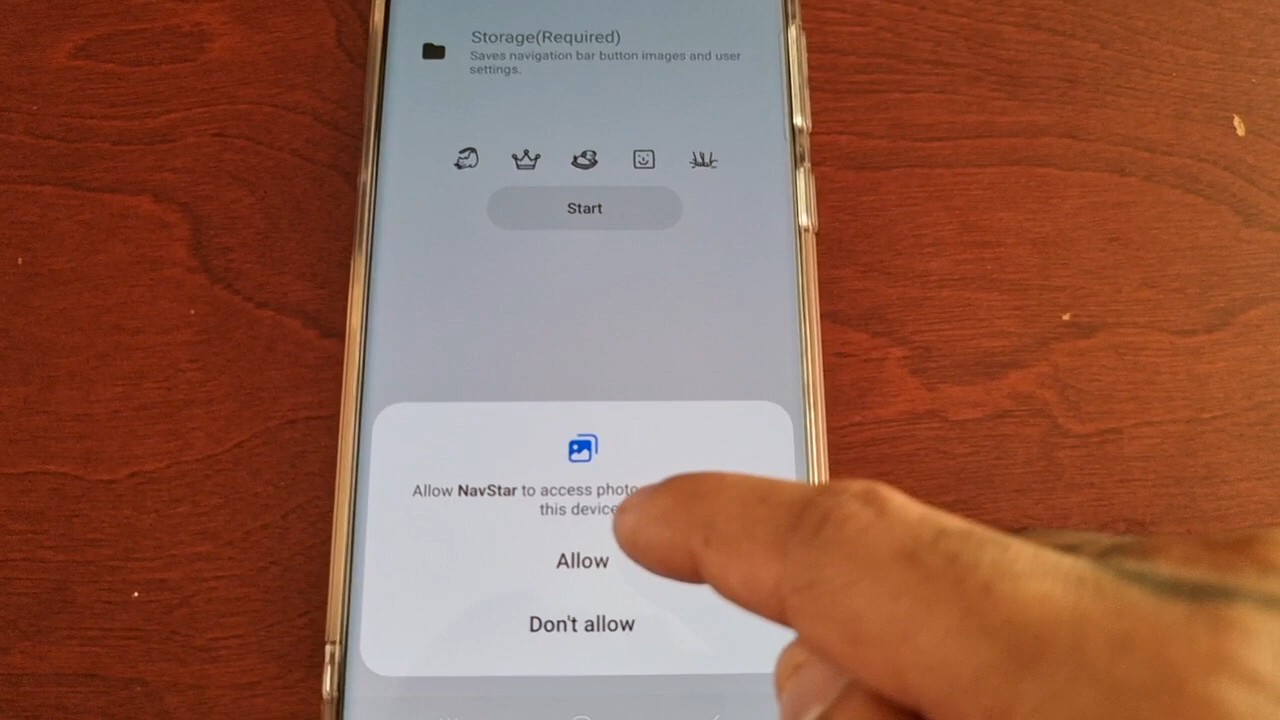 Storage(Required)
Saves navigation bar button images and user
settings.
Start
Allow NavStar to access photo
this device
Allow
Don't allow